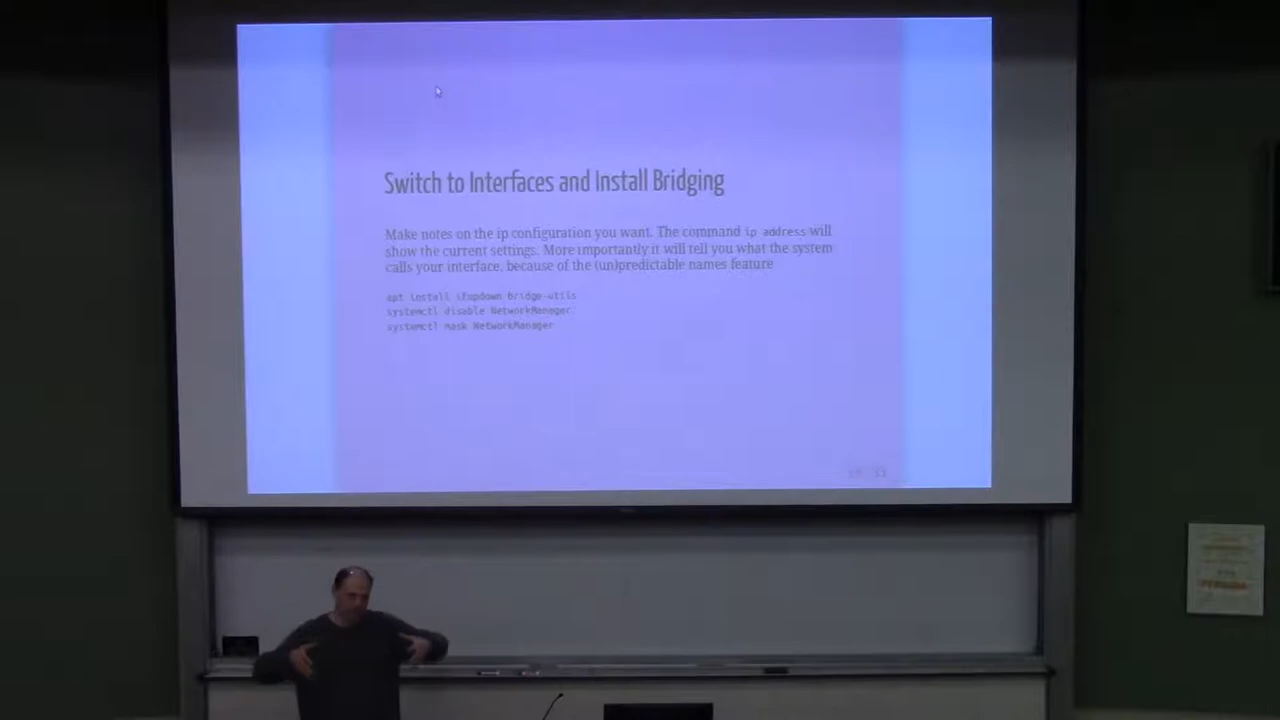 Switch to Interfaces and Install Bridging
Make notes on the ip configuration you want. The command ip address will
show the current settings. More importantly it will tell you what the system
calls your interface, because of the (un)predictable names feature
apt install ifupdown bridge-utils
systemctl disable NetworkManager
systemctl mask NetworkManager